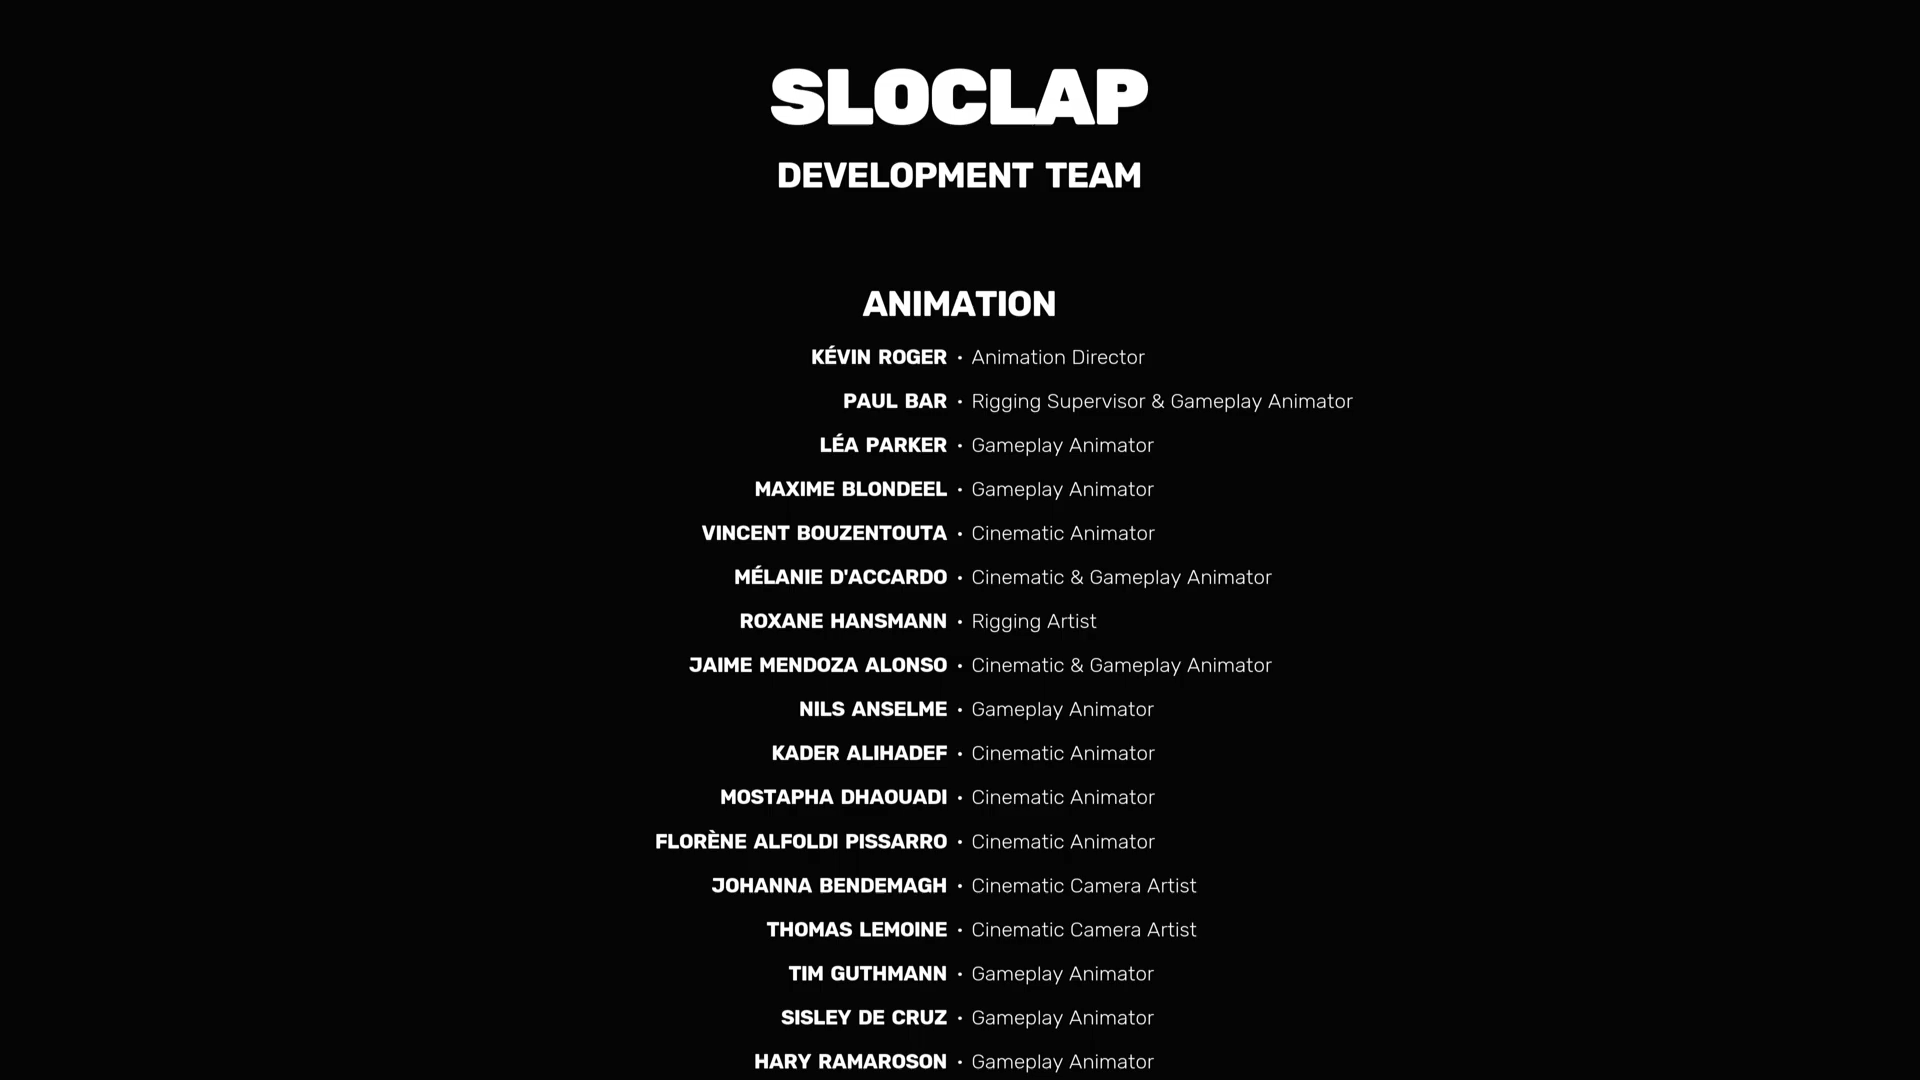 SLOCLAP
DEVELOPMENT TEAM
ANIMATION
KÉVIN ROGER • Animation Director
PAUL BAR • Rigging Supervisor & Gameplay Animator
LÉA PARKER • Gameplay Animator
MAXIME BLONDEEL • Gameplay Animator
VINCENT BOUZENTOUTA • Cinematic Animator
MÉLANIE D'ACCARDO • Cinematic & Gameplay Animator
ROXANE HANSMANN • Rigging Artist
JAIME MENDOZA ALONSO • Cinematic & Gameplay Animator
NILS ANSELME • Gameplay Animator
KADER ALIHADEF • Cinematic Animator
MOSTAPHA DHAOUADI • Cinematic Animator
FLORÈNE ALFOLDI PISSARRO • Cinematic Animator
JOHANNA BENDEMAGH • Cinematic Camera Artist
THOMAS LEMOINE • Cinematic Camera Artist
TIM GUTHMANN • Gameplay Animator
SISLEY DE CRUZ • Gameplay Animator
HARY RAMAROSON • Gameplay Animator